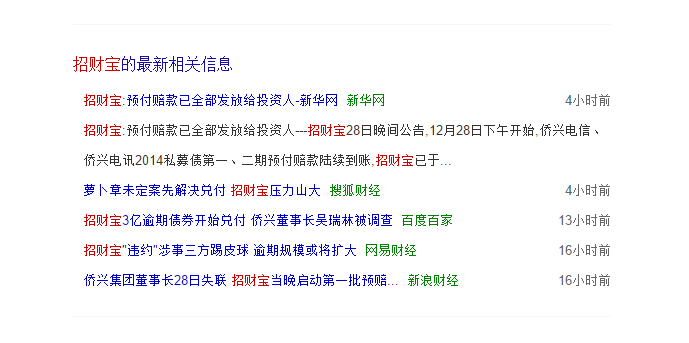 招财宝的最新相关信息
招财宝:预付赔款已全部发放给投资人-新华网 新华网 4小时前
招财宝:预付赔款已全部发放给投资人---招财宝28日晚间公告,12月28日下午开始,侨兴电信、
侨兴电讯2014私募债第一、二期预付赔款陆续到账,招财宝已于...
萝卜章未定案先解决兑付 招财宝压力山大 搜狐财经 4小时前
招财宝3亿逾期债券开始兑付 侨兴董事长吴瑞林被调查 百度百家 13小时前
招财宝"违约"涉事三方踢皮球 逾期规模或将扩大 网易财经 16小时前
侨兴集团董事长28日失联 招财宝当晚启动第一批预赔... 新浪财经 16小时前